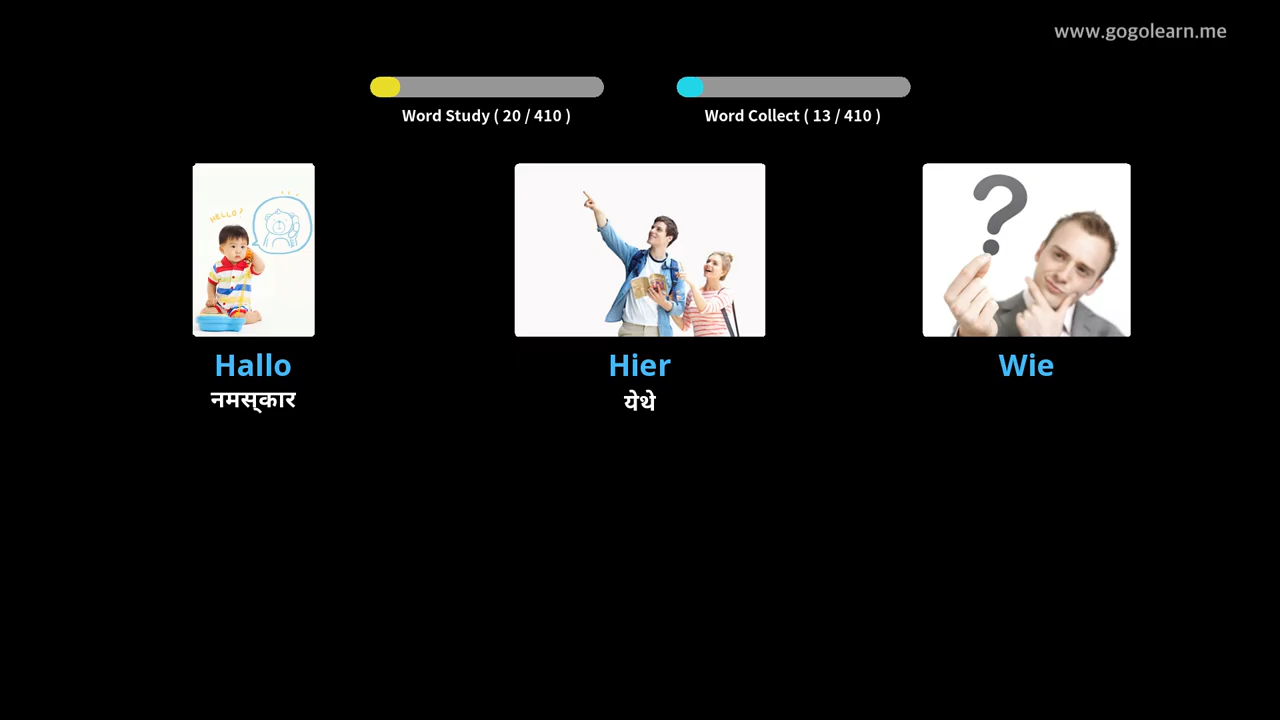 www.gogolearn.me
Word Study ( 20 / 410 )
Word Collect ( 13 / 410 )
HELLO?
Hallo
Hier
Wie
नमस्कार
येथे